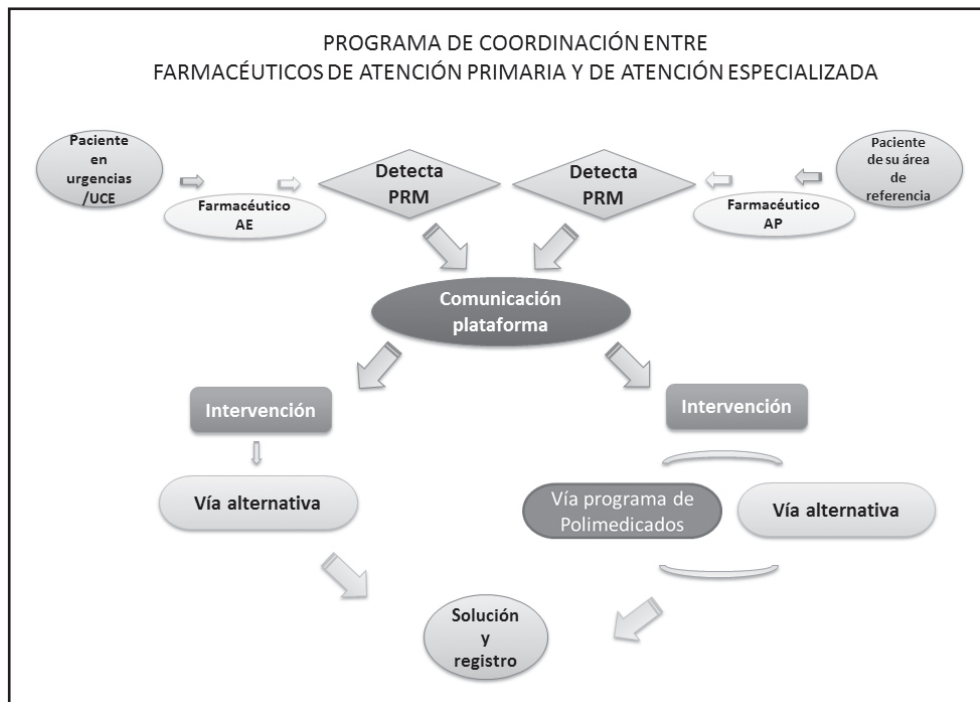 PROGRAMA DE COORDINACIÓN ENTRE
FARMACÉUTICOS DE ATENCIÓN PRIMARIA Y DE ATENCIÓN ESPECIALIZADA
Paciente
en
urgencias
/UCE
Farmacéutico
AE
Detecta
PRM
Detecta
PRM
Farmacéutico
AP
Paciente
de su área
de
referencia
Comunicación
plataforma
Intervención
Intervención
Vía alternativa
Vía programa de
Polimedicados
Vía alternativa
Solución
y
registro